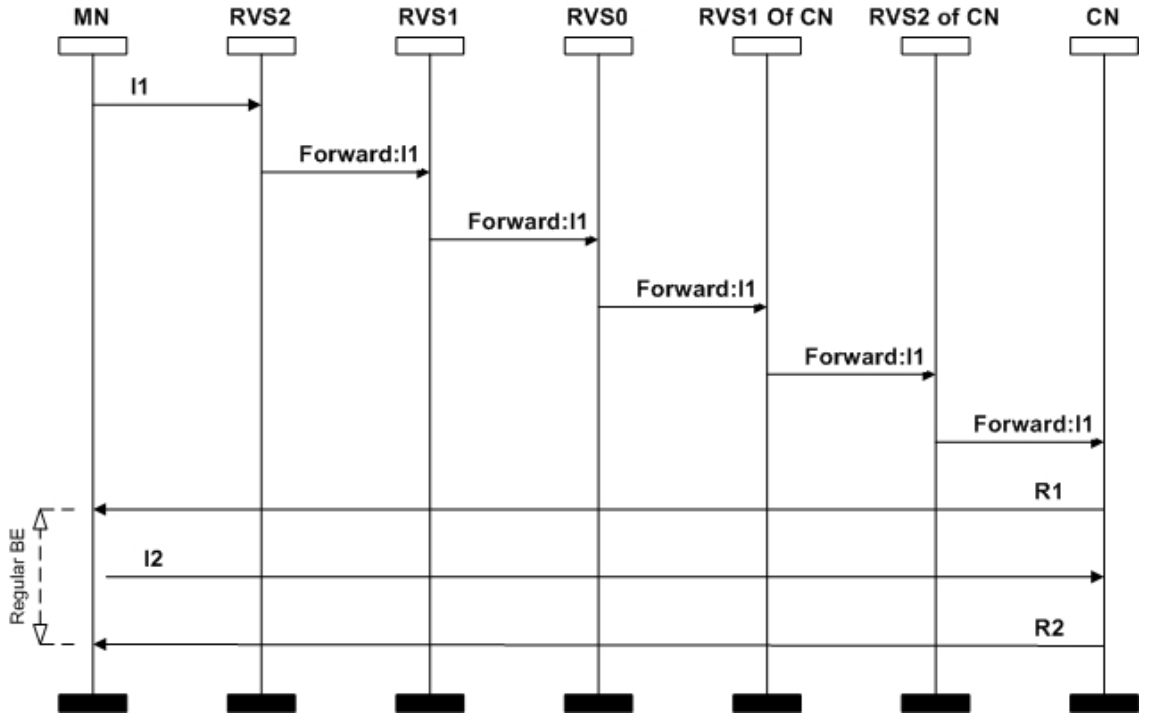 MN RVS2 RVS1 RVS0 RVS1 Of CN RVS2 of CN CN
I1
Forward:I1
Forward:I1
Forward:I1
Forward:I1
Forward:I1
R1
Regular BE
I2
R2